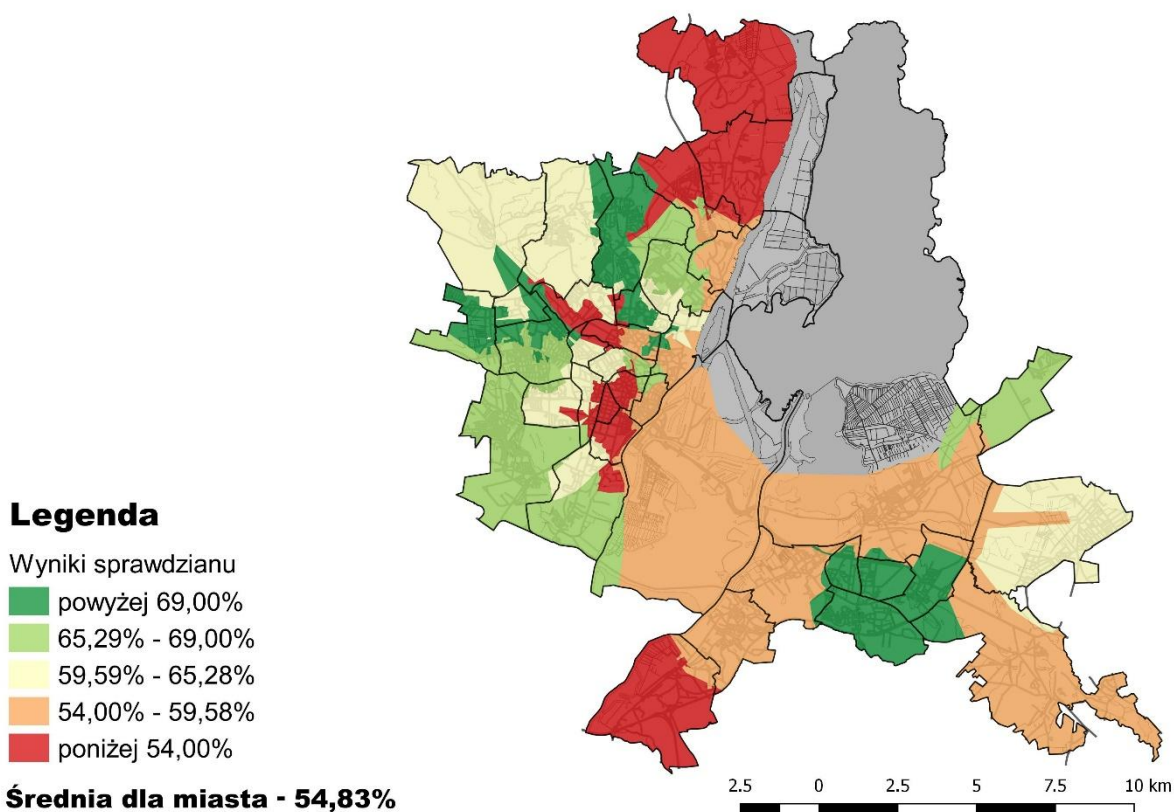 Legenda
Wyniki sprawdzianu
powyżej 69,00%
65,29% - 69,00%
59,59% - 65,28%
54,00% - 59,58%
poniżej 54,00%
Średnia dla miasta - 54,83%
2.5 0 2.5 5 7.5 10 km